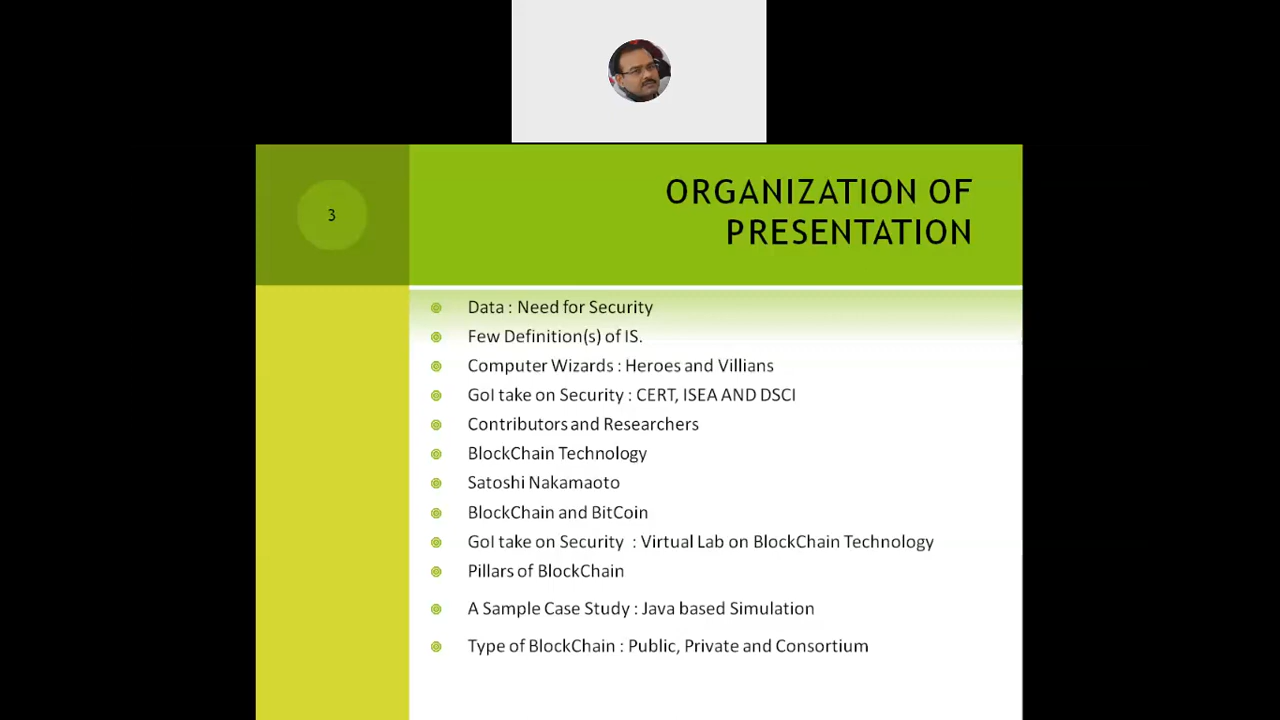 3
ORGANIZATION OF
PRESENTATION
Data : Need for Security
Few Definition(s) of IS.
Computer Wizards : Heroes and Villians
GoI take on Security : CERT, ISEA AND DSCI
Contributors and Researchers
BlockChain Technology
Satoshi Nakamaoto
BlockChain and BitCoin
GoI take on Security : Virtual Lab on BlockChain Technology
Pillars of BlockChain
A Sample Case Study : Java based Simulation
Type of BlockChain : Public, Private and Consortium